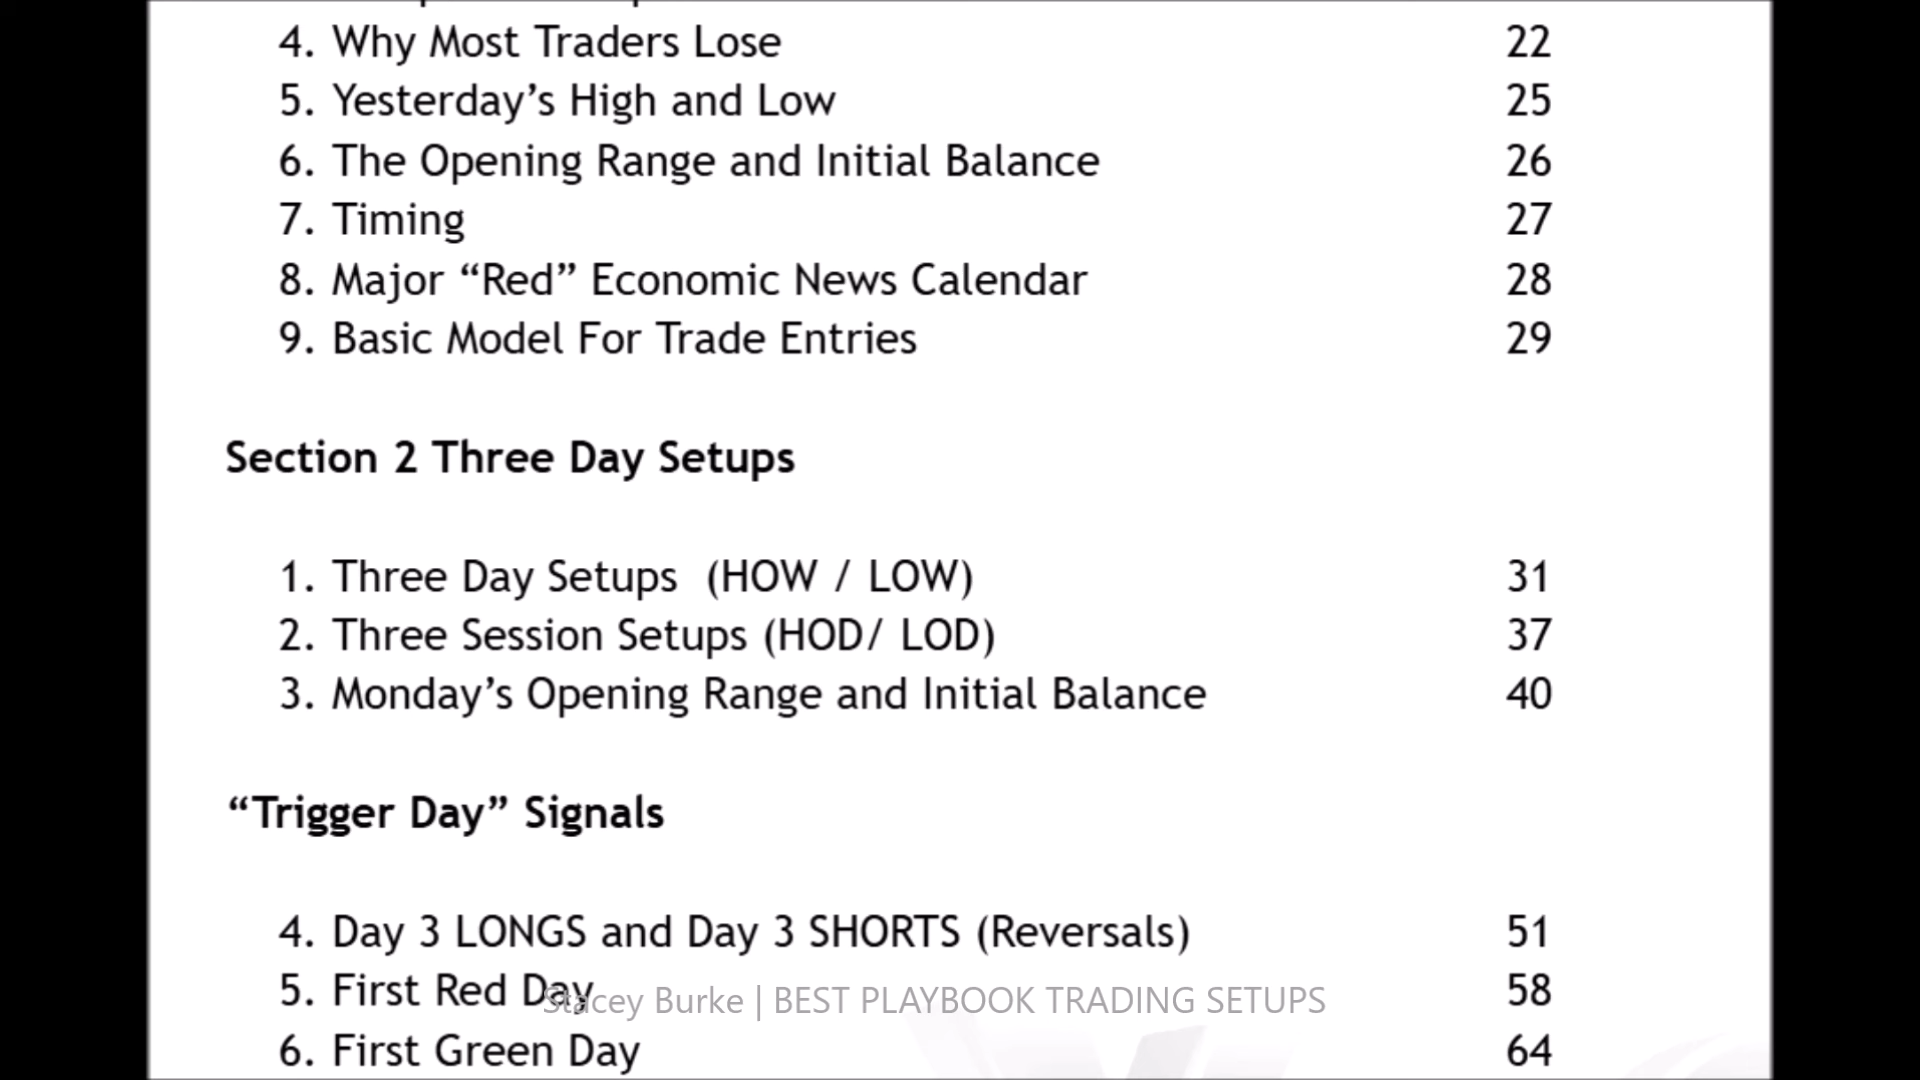 4. Why Most Traders Lose 22
5. Yesterday’s High and Low 25
6. The Opening Range and Initial Balance 26
7. Timing 27
8. Major “Red” Economic News Calendar 28
9. Basic Model For Trade Entries 29
Section 2 Three Day Setups
1. Three Day Setups  (HOW / LOW) 31
2. Three Session Setups (HOD/ LOD) 37
3. Monday’s Opening Range and Initial Balance 40
“Trigger Day” Signals
4. Day 3 LONGS and Day 3 SHORTS (Reversals) 51
5. First Red Day 58
Stacey Burke | BEST PLAYBOOK TRADING SETUPS
6. First Green Day 64